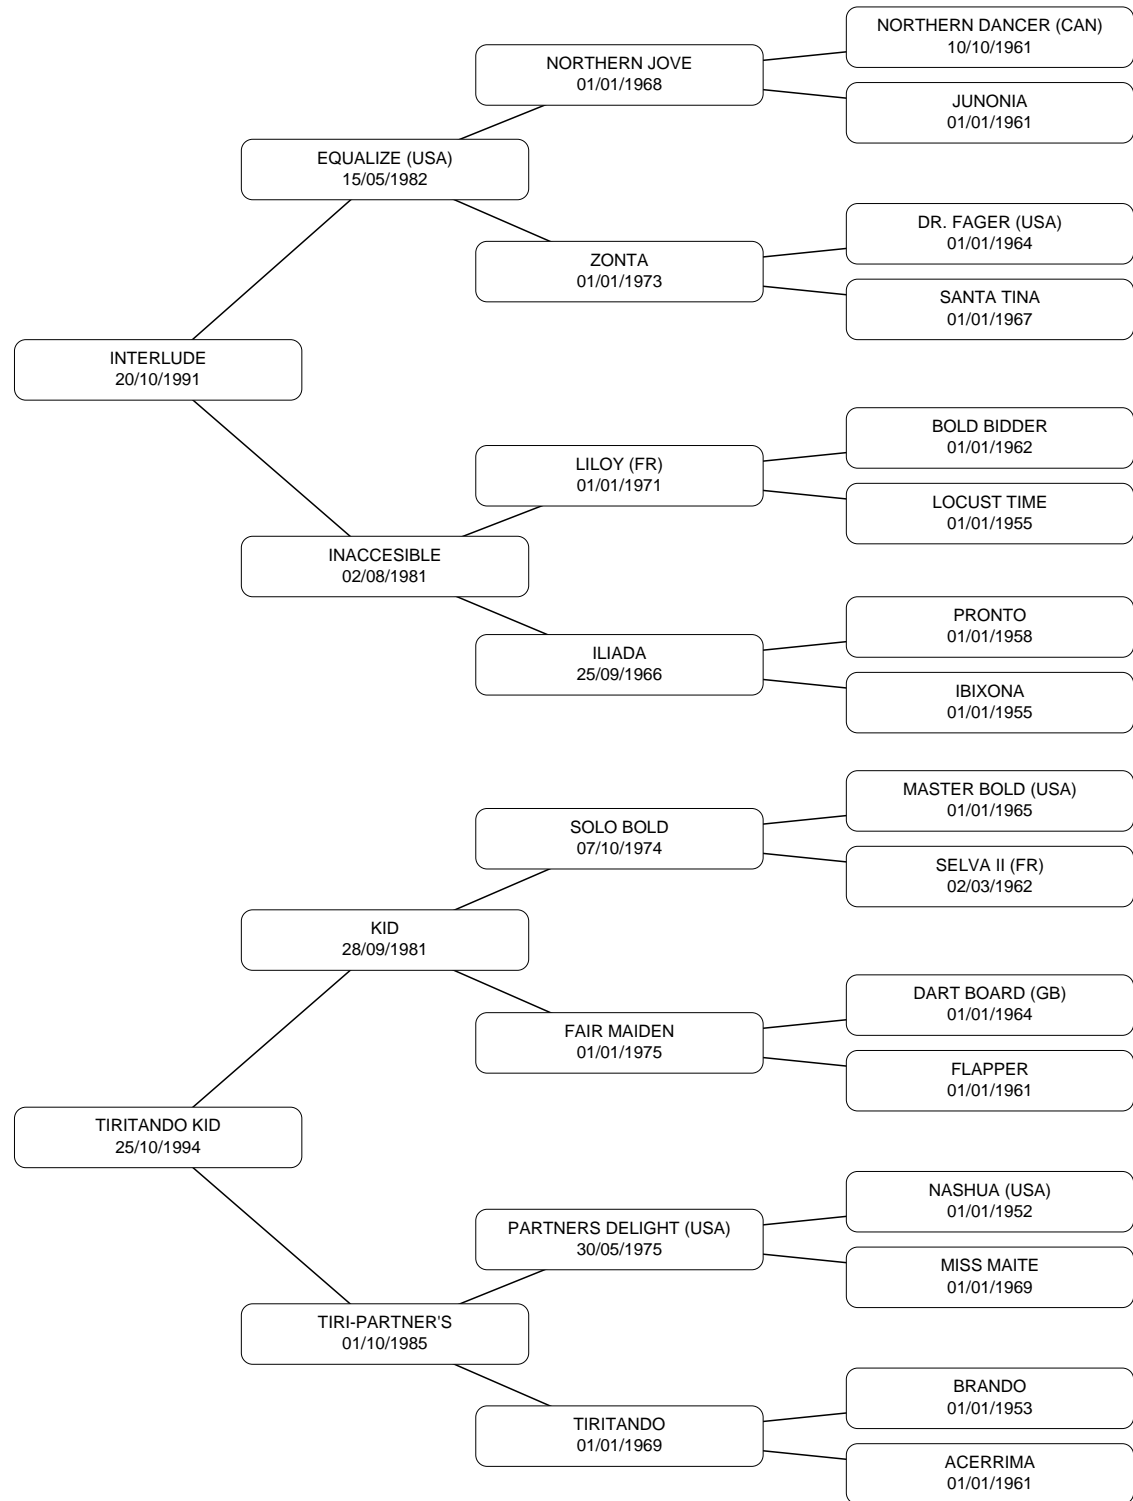 NORTHERN DANCER (CAN)
10/10/1961
NORTHERN JOVE
01/01/1968
JUNONIA
01/01/1961
EQUALIZE (USA)
15/05/1982
DR. FAGER (USA)
01/01/1964
ZONTA
01/01/1973
SANTA TINA
01/01/1967
INTERLUDE
20/10/1991
BOLD BIDDER
01/01/1962
LILOY (FR)
01/01/1971
LOCUST TIME
01/01/1955
INACCESIBLE
02/08/1981
PRONTO
01/01/1958
ILIADA
25/09/1966
IBIXONA
01/01/1955
MASTER BOLD (USA)
01/01/1965
SOLO BOLD
07/10/1974
SELVA II (FR)
02/03/1962
KID
28/09/1981
DART BOARD (GB)
01/01/1964
FAIR MAIDEN
01/01/1975
FLAPPER
01/01/1961
TIRITANDO KID
25/10/1994
NASHUA (USA)
01/01/1952
PARTNERS DELIGHT (USA)
30/05/1975
MISS MAITE
01/01/1969
TIRI-PARTNER'S
01/10/1985
BRANDO
01/01/1953
TIRITANDO
01/01/1969
ACERRIMA
01/01/1961